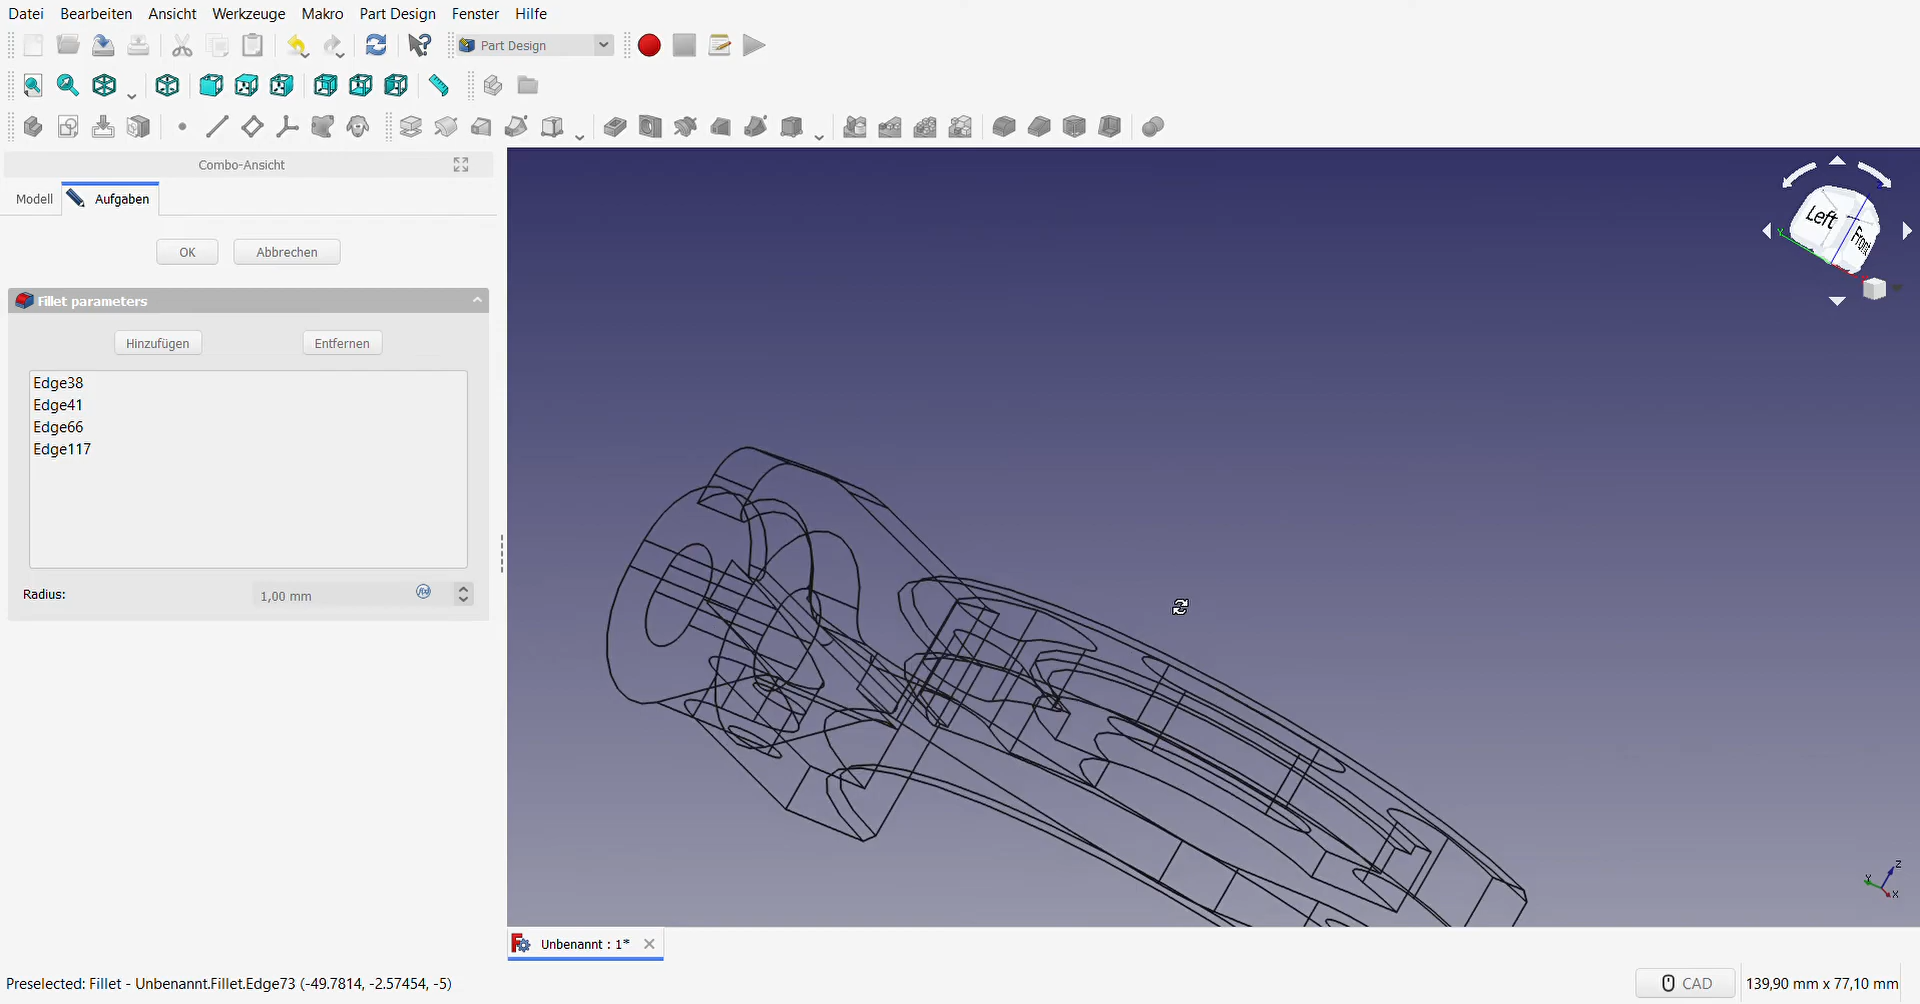 Datei Bearbeiten Ansicht Werkzeuge Makro Part Design Fenster Hilfe
Part Design
Combo-Ansicht
Modell Aufgaben
OK Abbrechen
Fillet parameters
Hinzufügen Entfernen
Edge38
Edge41
Edge66
Edge117
Radius: 1,00 mm
Left
Front
Z
Y
Z
Y
X
Unbenannt : 1*
Preselected: Fillet - Unbenannt.Fillet.Edge73 (-49.7814, -2.57454, -5)
CAD 139,90 mm x 77,10 mm